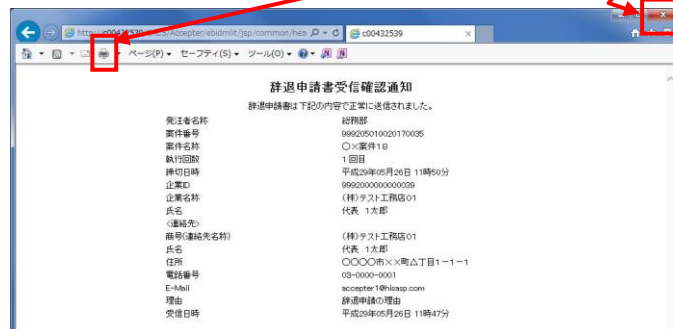 c00432539
ページ(P) セーフティ(S) ツール(O)
辞退申請書受信確認通知
辞退申請書は下記の内容で正常に送信されました。
発注者名称 総務部
案件番号 999205010020170035
案件名称 〇×案件18
執行回数 1回目
締切日時 平成29年05月26日 11時50分
企業ID 9992000000000039
企業名称 (株)テスト工務店01
氏名 代表 1太郎
<連絡先>
商号(連絡先名称) (株)テスト工務店01
氏名 代表 1太郎
住所 〇〇〇〇市××町△丁目1-1-1
電話番号 03-0000-0001
E-Mail accepter1@hisasp.com
理由 辞退申請の理由
受信日時 平成29年05月26日 11時47分